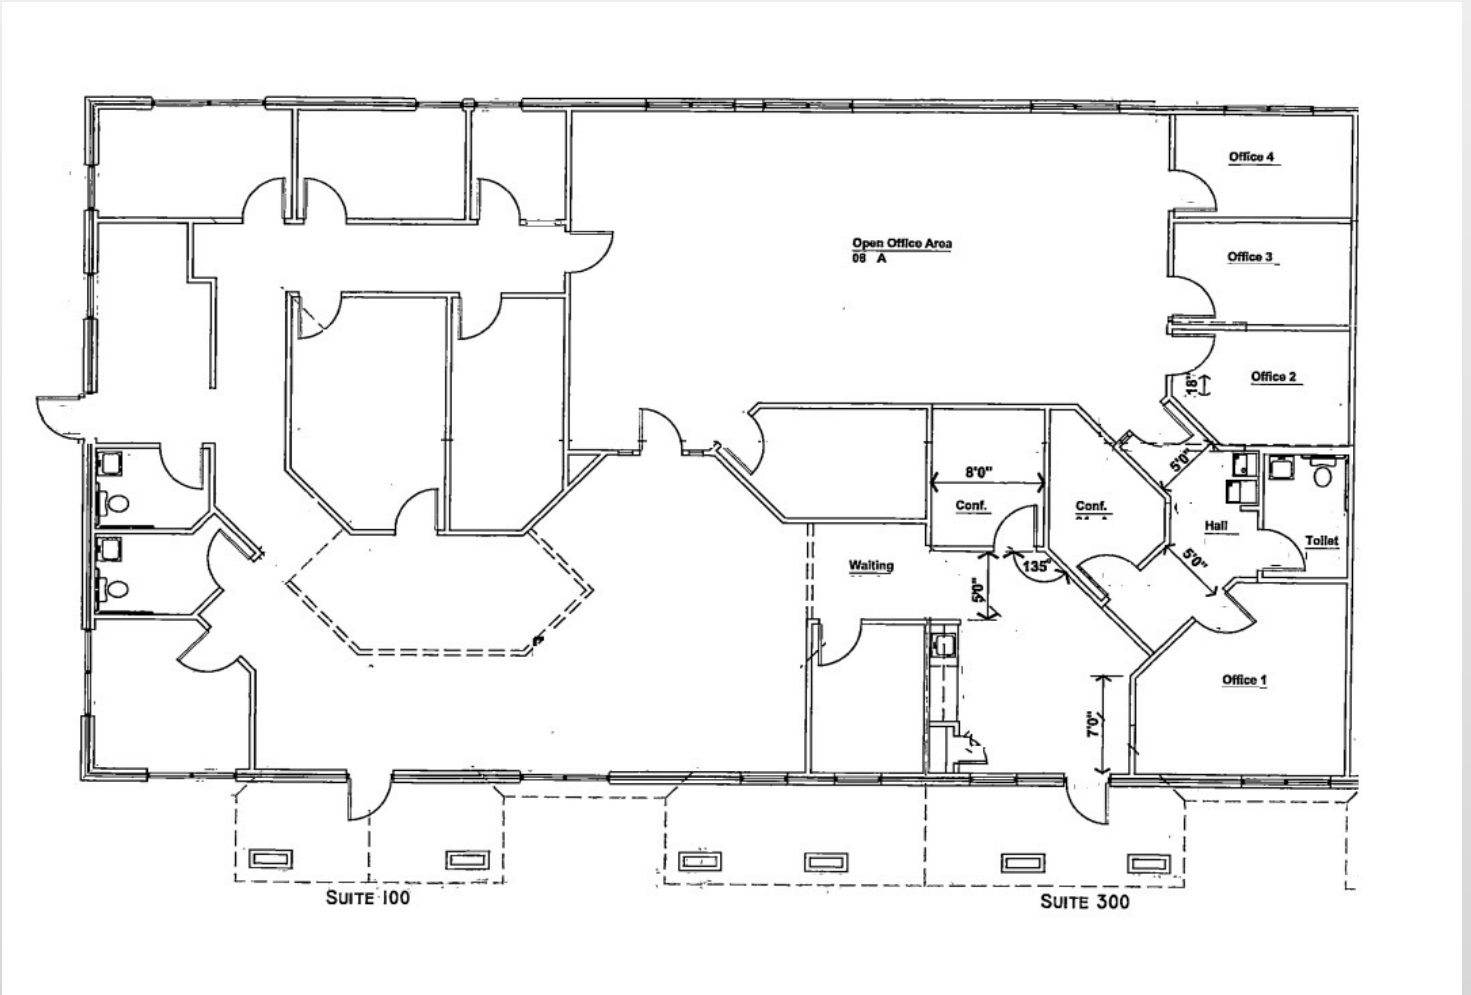 Office 4
Open Office Area
08 A
Office 3
18"
Office 2
8'0"
5'0"
Conf.
Conf.
Hall
Toilet
Waiting
135°
5'0"
5'0"
Office 1
7'0"
SUITE 100
SUITE 300